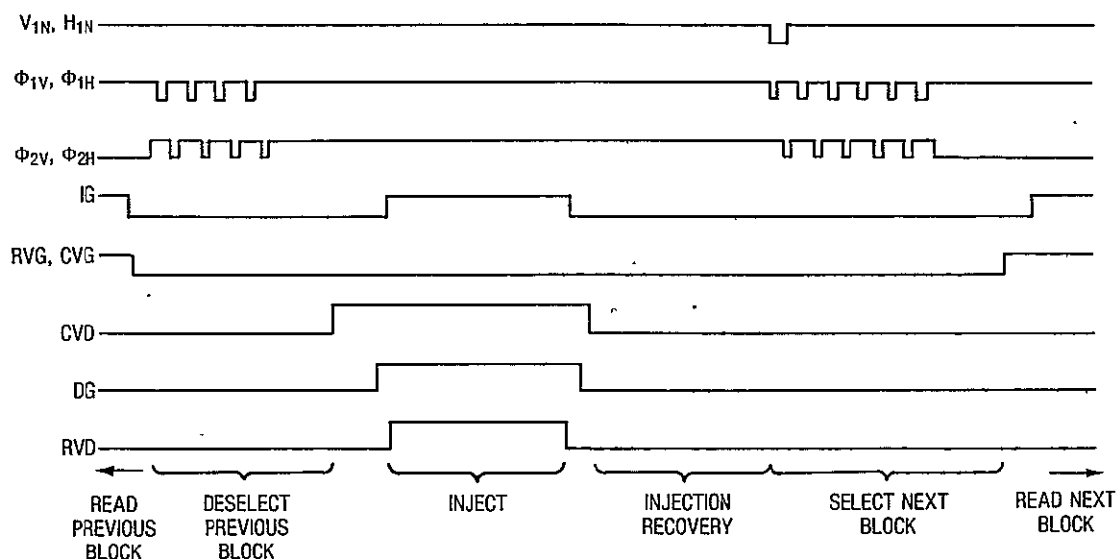 V1N, H1N
Φ1V, Φ1H
Φ2V, Φ2H
IG
RVG, CVG
CVD
DG
RVD
READ
PREVIOUS
BLOCK
DESELECT
PREVIOUS
BLOCK
INJECT
INJECTION
RECOVERY
SELECT NEXT
BLOCK
READ NEXT
BLOCK